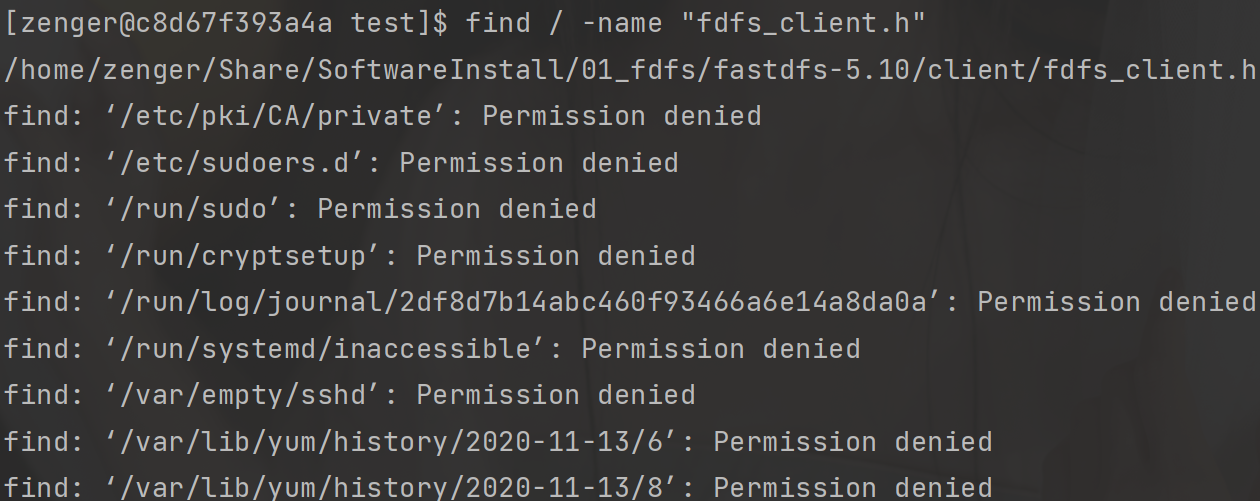 [zenger@c8d67f393a4a test]$ find / -name "fdfs_client.h"
/home/zenger/Share/SoftwareInstall/01_fdfs/fastdfs-5.10/client/fdfs_client.h
find: ‘/etc/pki/CA/private’: Permission denied
find: ‘/etc/sudoers.d’: Permission denied
find: ‘/run/sudo’: Permission denied
find: ‘/run/cryptsetup’: Permission denied
find: ‘/run/log/journal/2df8d7b14abc460f93466a6e14a8da0a’: Permission denied
find: ‘/run/systemd/inaccessible’: Permission denied
find: ‘/var/empty/sshd’: Permission denied
find: ‘/var/lib/yum/history/2020-11-13/6’: Permission denied
find: ‘/var/lib/yum/history/2020-11-13/8’: Permission denied